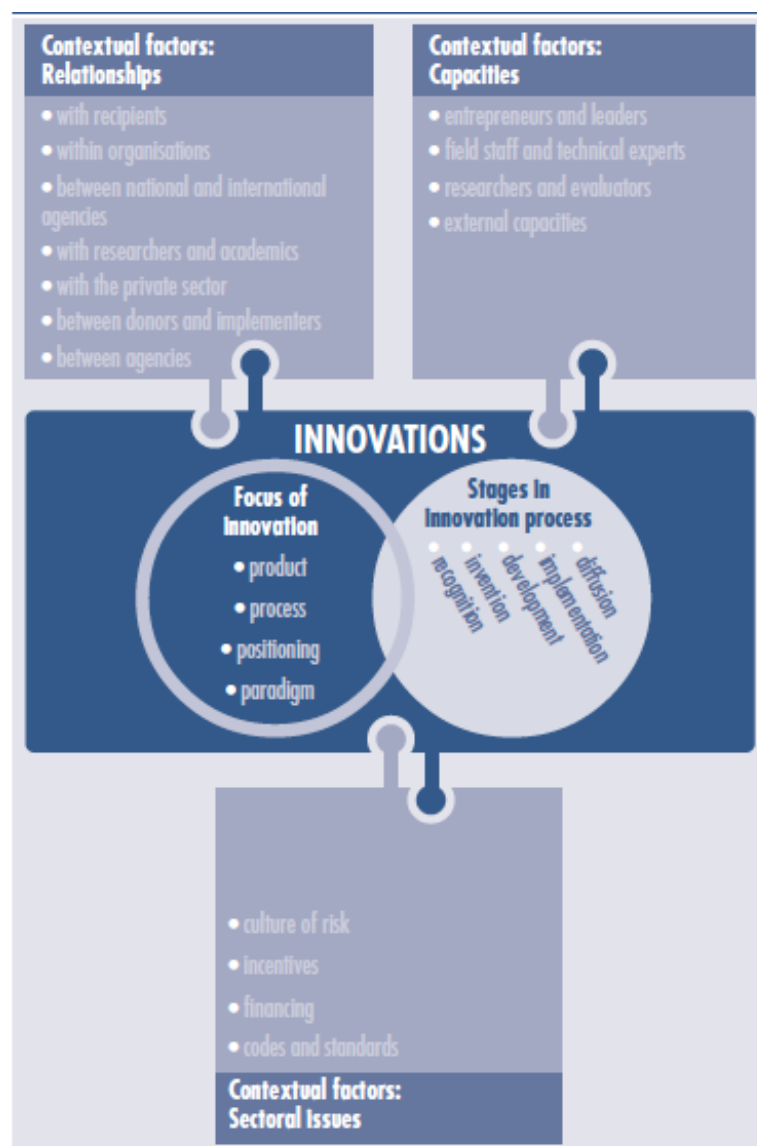 Contextual factors:
Relationships
• with recipients
• within organisations
• between national and international
agencies
• with researchers and academics
• with the private sector
• between donors and implementers
• between agencies
Contextual factors:
Capacities
• entrepreneurs and leaders
• field staff and technical experts
• researchers and evaluators
• external capacities
INNOVATIONS
Focus of
innovation
• product
• process
• positioning
• paradigm
Stages in
innovation process
• recognition
• invention
• development
• implementation
• diffusion
• culture of risk
• incentives
• financing
• codes and standards
Contextual factors:
Sectoral issues